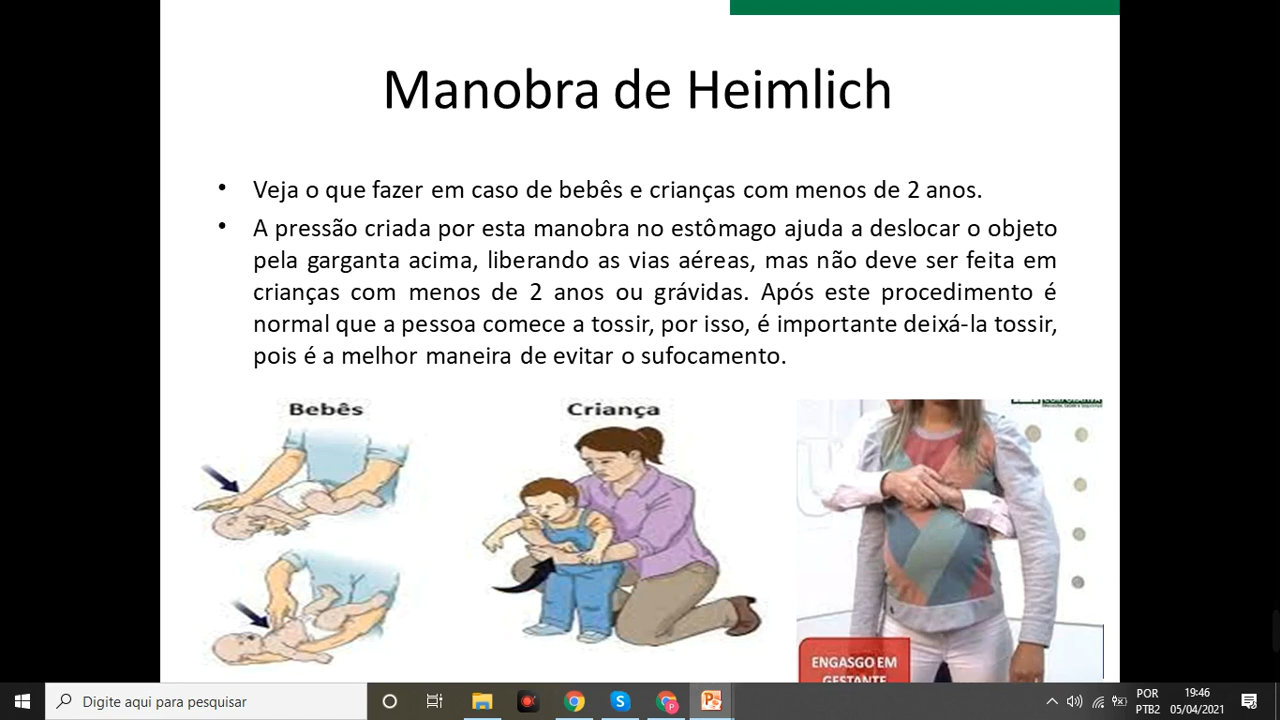 Manobra de Heimlich
• Veja o que fazer em caso de bebês e crianças com menos de 2 anos.
• A pressão criada por esta manobra no estômago ajuda a deslocar o objeto
pela garganta acima, liberando as vias aéreas, mas não deve ser feita em
crianças com menos de 2 anos ou grávidas. Após este procedimento é
normal que a pessoa comece a tossir, por isso, é importante deixá-la tossir,
pois é a melhor maneira de evitar o sufocamento.
Bebês
Criança
ENGASGO EM
GESTANTE
Digite aqui para pesquisar
POR
PTB2
19:46
05/04/2021